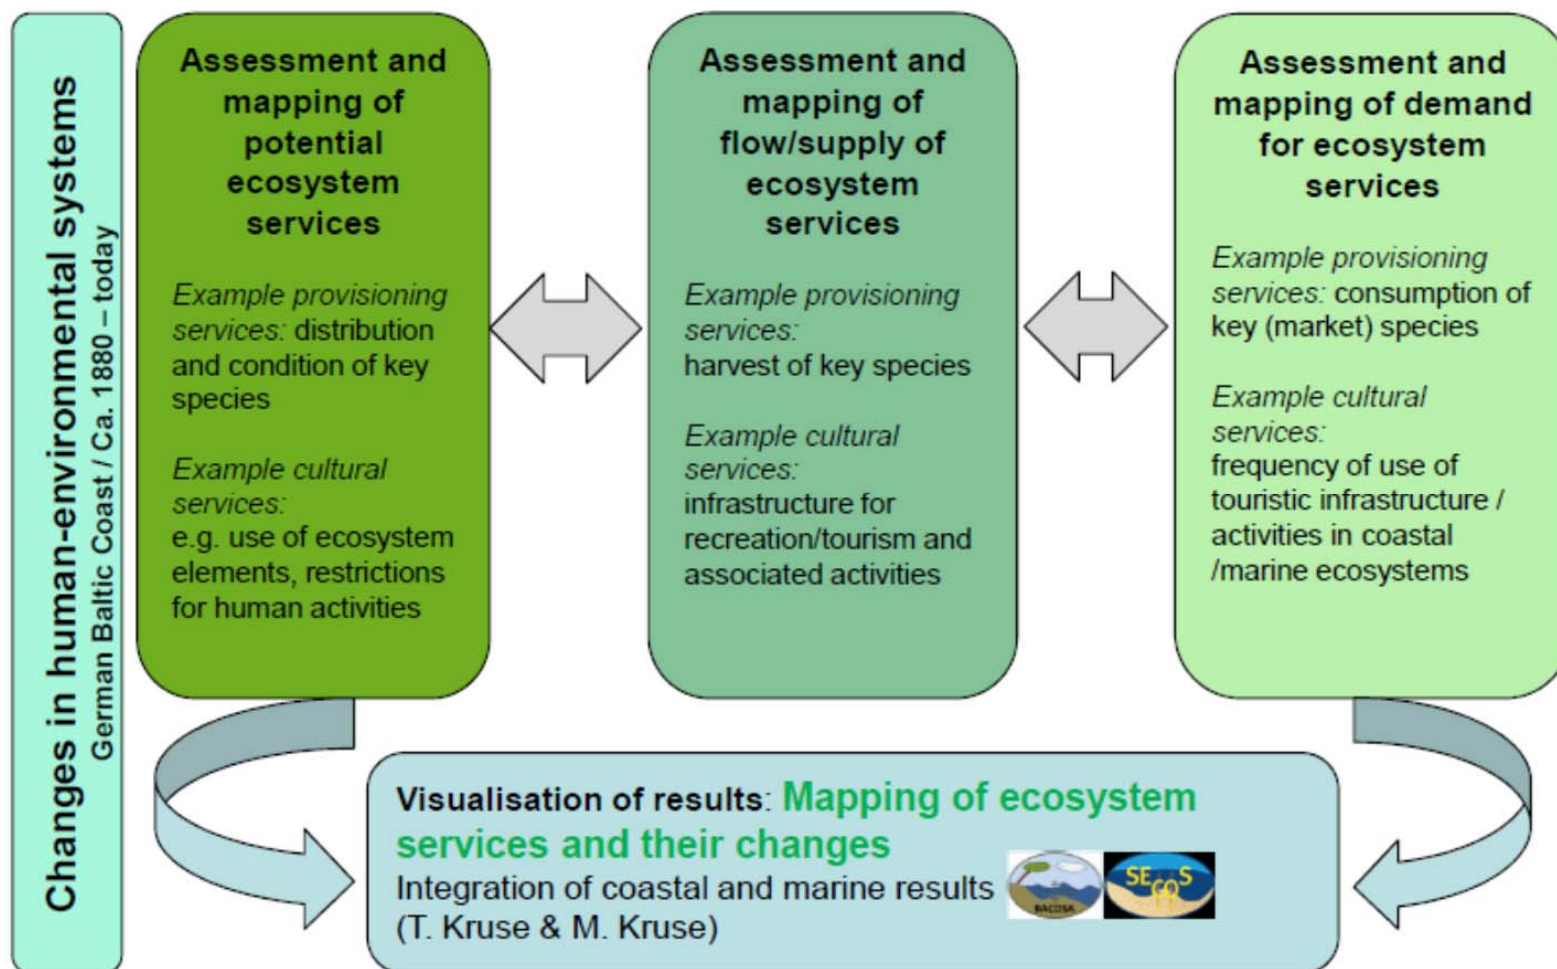 Changes in human-environmental systems
German Baltic Coast / Ca. 1880 – today
Assessment and
mapping of
potential
ecosystem
services
Example provisioning
services: distribution
and condition of key
species
Example cultural
services:
e.g. use of ecosystem
elements, restrictions
for human activities
Assessment and
mapping of
flow/supply of
ecosystem
services
Example provisioning
services:
harvest of key species
Example cultural
services:
infrastructure for
recreation/tourism and
associated activities
Assessment and
mapping of demand
for ecosystem
services
Example provisioning
services: consumption of
key (market) species
Example cultural
services:
frequency of use of
touristic infrastructure /
activities in coastal
/marine ecosystems
Visualisation of results: Mapping of ecosystem
services and their changes
Integration of coastal and marine results
(T. Kruse & M. Kruse)
BACOSA
SECOS